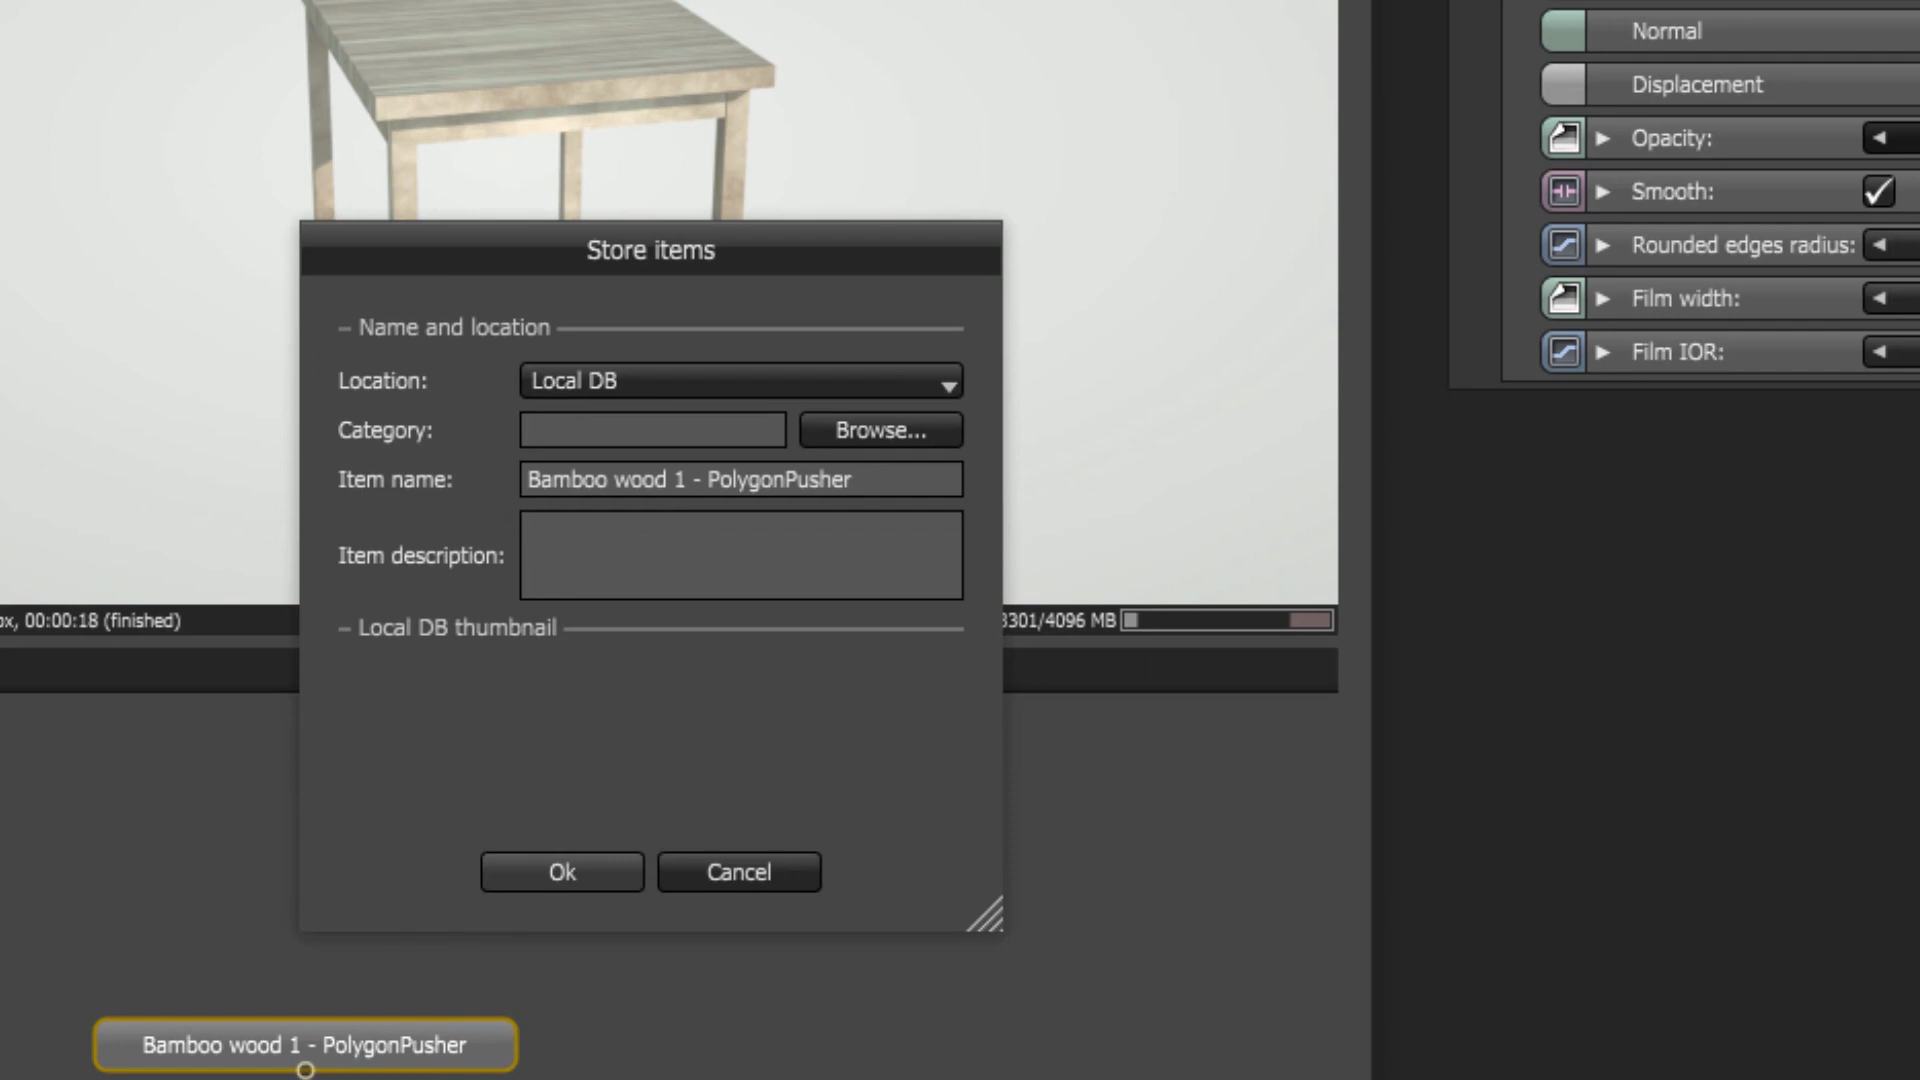 Normal
Displacement
Opacity:
Smooth:
Rounded edges radius:
Film width:
Film IOR:
Store items
Name and location
Location: Local DB
Category: Browse...
Item name: Bamboo wood 1 - PolygonPusher
Item description:
Local DB thumbnail
Ok Cancel
00:00:18 (finished)
3301/4096 MB
Bamboo wood 1 - PolygonPusher